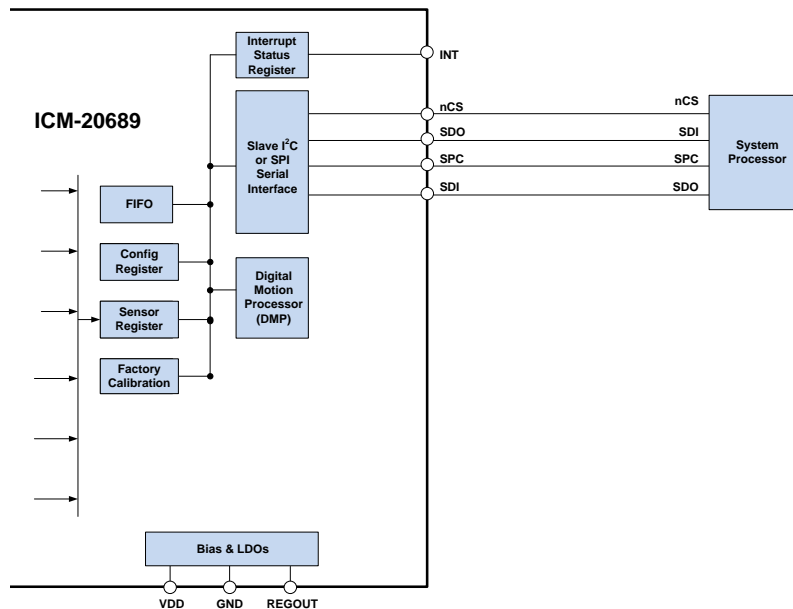 Interrupt
Status
Register
INT
ICM-20689
Slave I²C
or SPI
Serial
Interface
nCS
SDO
SPC
SDI
nCS
SDI
SPC
SDO
System
Processor
FIFO
Config
Register
Sensor
Register
Factory
Calibration
Digital
Motion
Processor
(DMP)
Bias & LDOs
VDD
GND
REGOUT